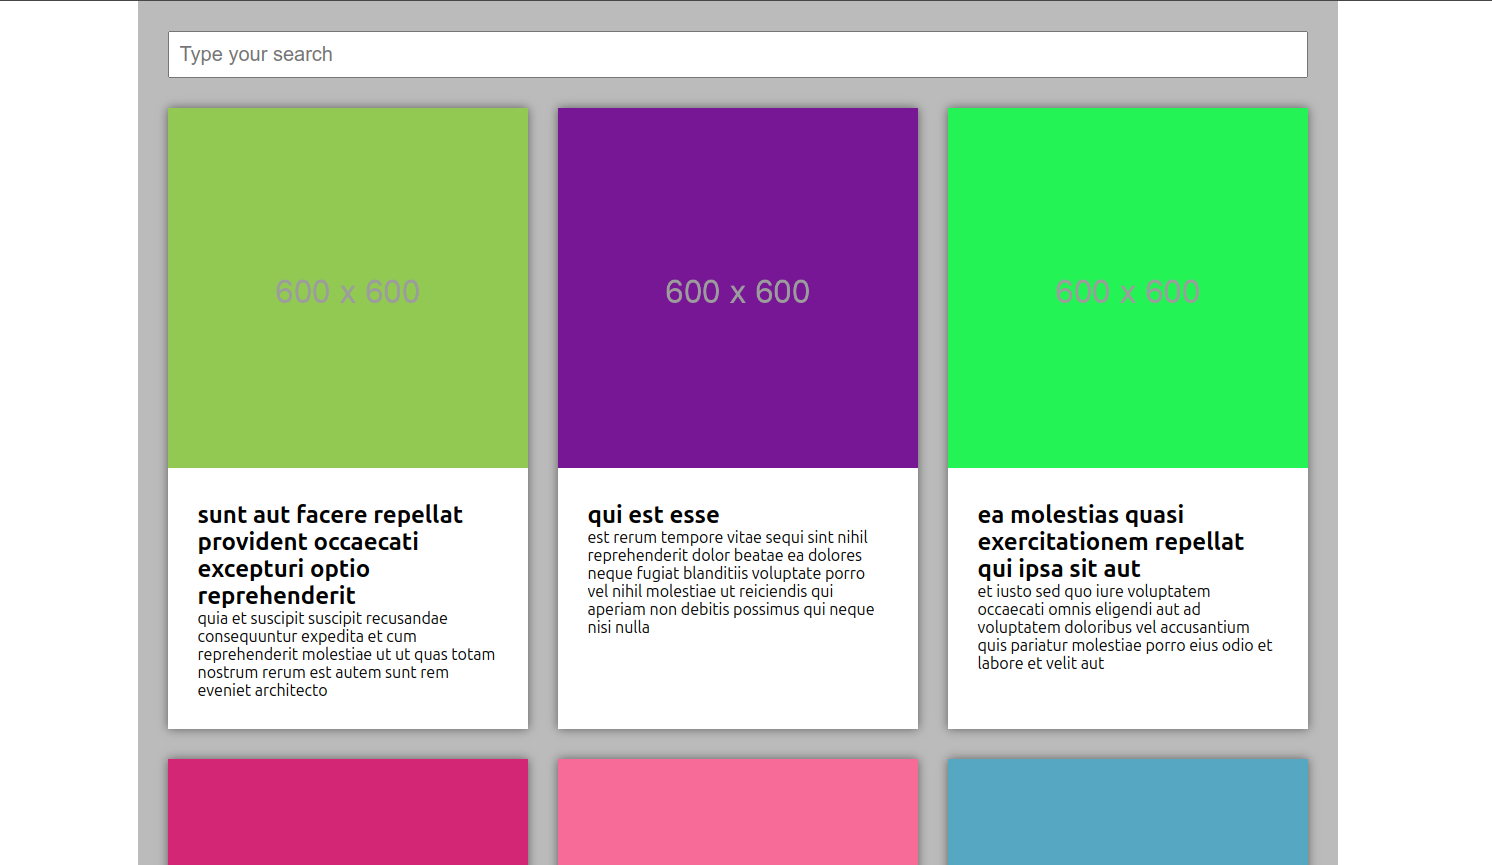 Type your search
600 x 600
600 x 600
600 x 600
sunt aut facere repellat
provident occaecati
excepturi optio
reprehenderit
quia et suscipit suscipit recusandae
consequuntur expedita et cum
reprehenderit molestiae ut ut quas totam
nostrum rerum est autem sunt rem
eveniet architecto
qui est esse
est rerum tempore vitae sequi sint nihil
reprehenderit dolor beatae ea dolores
neque fugiat blanditiis voluptate porro
vel nihil molestiae ut reiciendis qui
aperiam non debitis possimus qui neque
nisi nulla
ea molestias quasi
exercitationem repellat
qui ipsa sit aut
et iusto sed quo iure voluptatem
occaecati omnis eligendi aut ad
voluptatem doloribus vel accusantium
quis pariatur molestiae porro eius odio et
labore et velit aut